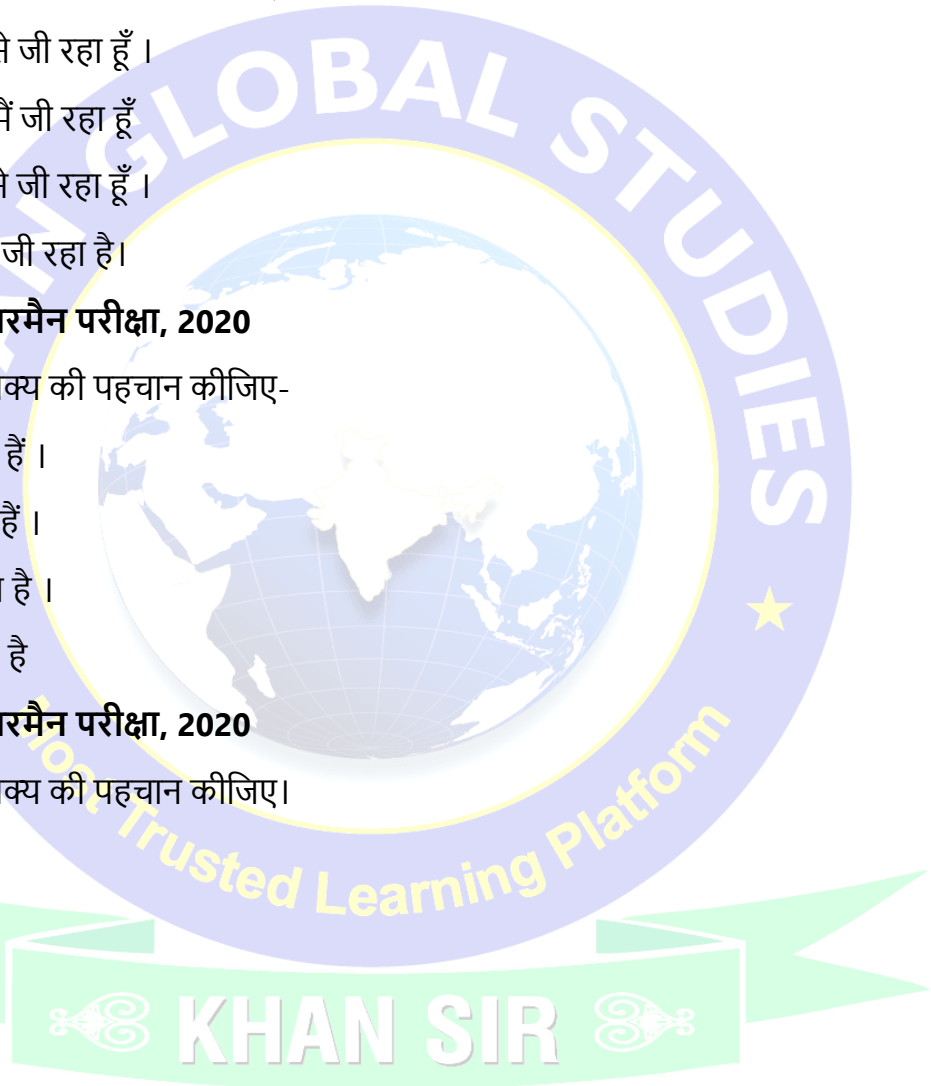 से जी रहा हूँ ।
मैं जी रहा हूँ
से जी रहा हूँ ।
जी रहा है।
रमैन परीक्षा, 2020
क्य की पहचान कीजिए-
हैं ।
हैं ।
है ।
है
रमैन परीक्षा, 2020
क्य की पहचान कीजिए।
GLOBAL STUDIES
Most Trusted Learning Platform
KHAN SIR